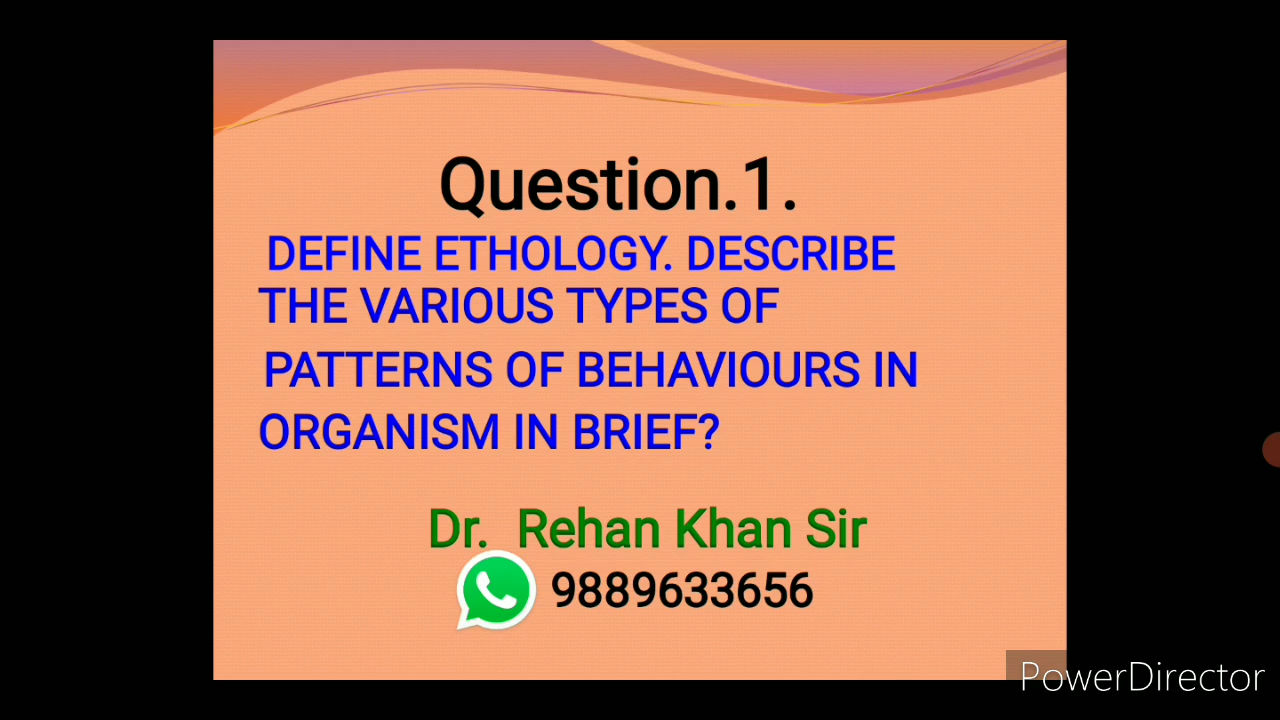 Question.1.
DEFINE ETHOLOGY. DESCRIBE
THE VARIOUS TYPES OF
PATTERNS OF BEHAVIOURS IN
ORGANISM IN BRIEF?
Dr. Rehan Khan Sir
9889633656
PowerDirector